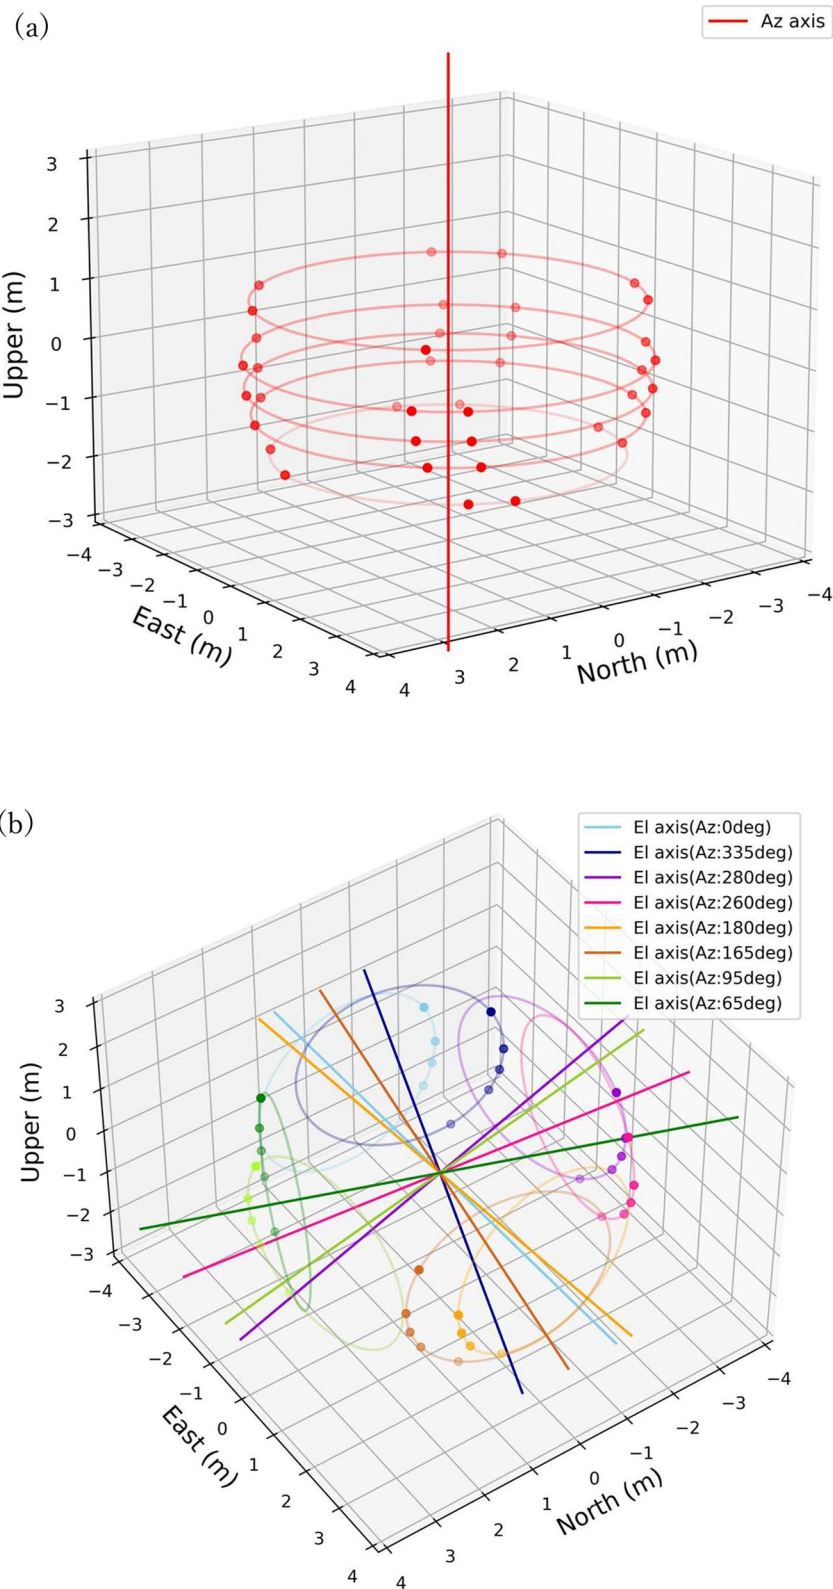 (a)
Az axis
3
2
1
0
−1
−2
−3
Upper (m)
−4
−3
−2
−1
0
1
2
3
4
East (m)
4
3
2
1
0
−1
−2
−3
−4
North (m)
(b)
El axis(Az:0deg)
El axis(Az:335deg)
El axis(Az:280deg)
El axis(Az:260deg)
El axis(Az:180deg)
El axis(Az:165deg)
El axis(Az:95deg)
El axis(Az:65deg)
3
2
1
0
−1
−2
−3
Upper (m)
−4
−3
−2
−1
0
1
2
3
4
East (m)
4
3
2
1
0
−1
−2
−3
−4
North (m)